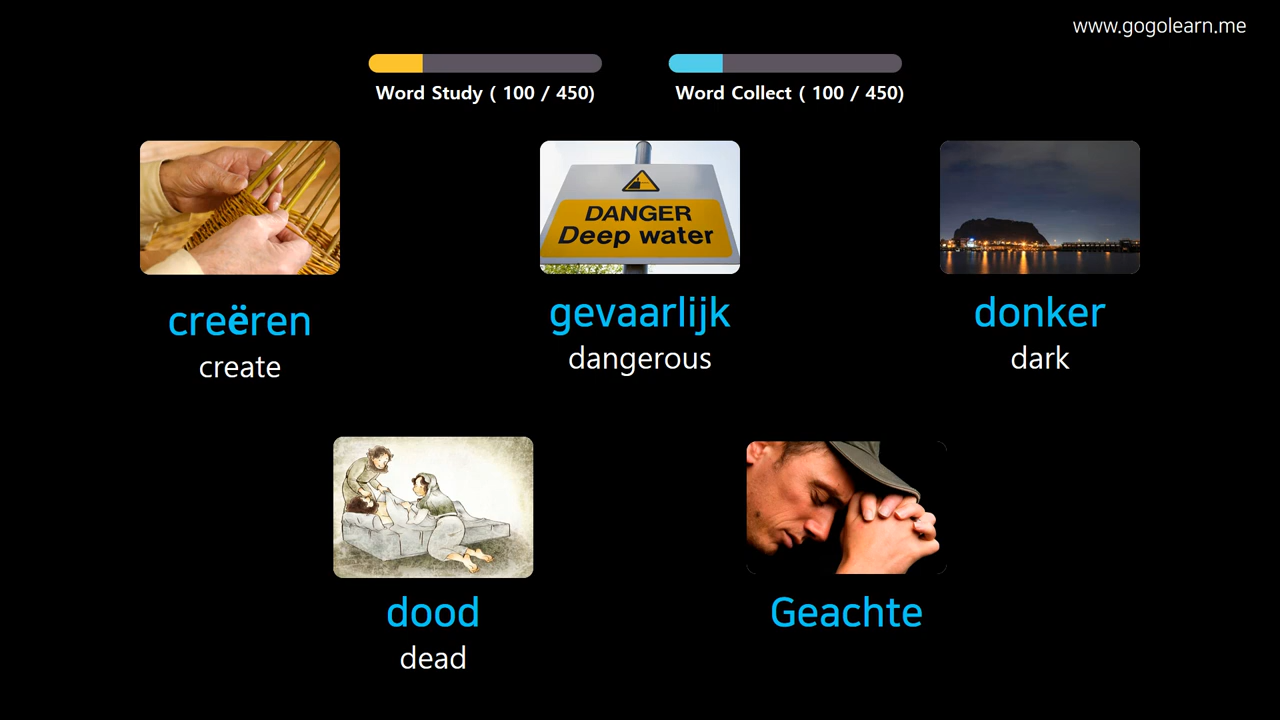 www.gogolearn.me
Word Study ( 100 / 450)
Word Collect ( 100 / 450)
DANGER
Deep water
creëren
create
gevaarlijk
dangerous
donker
dark
dood
dead
Geachte